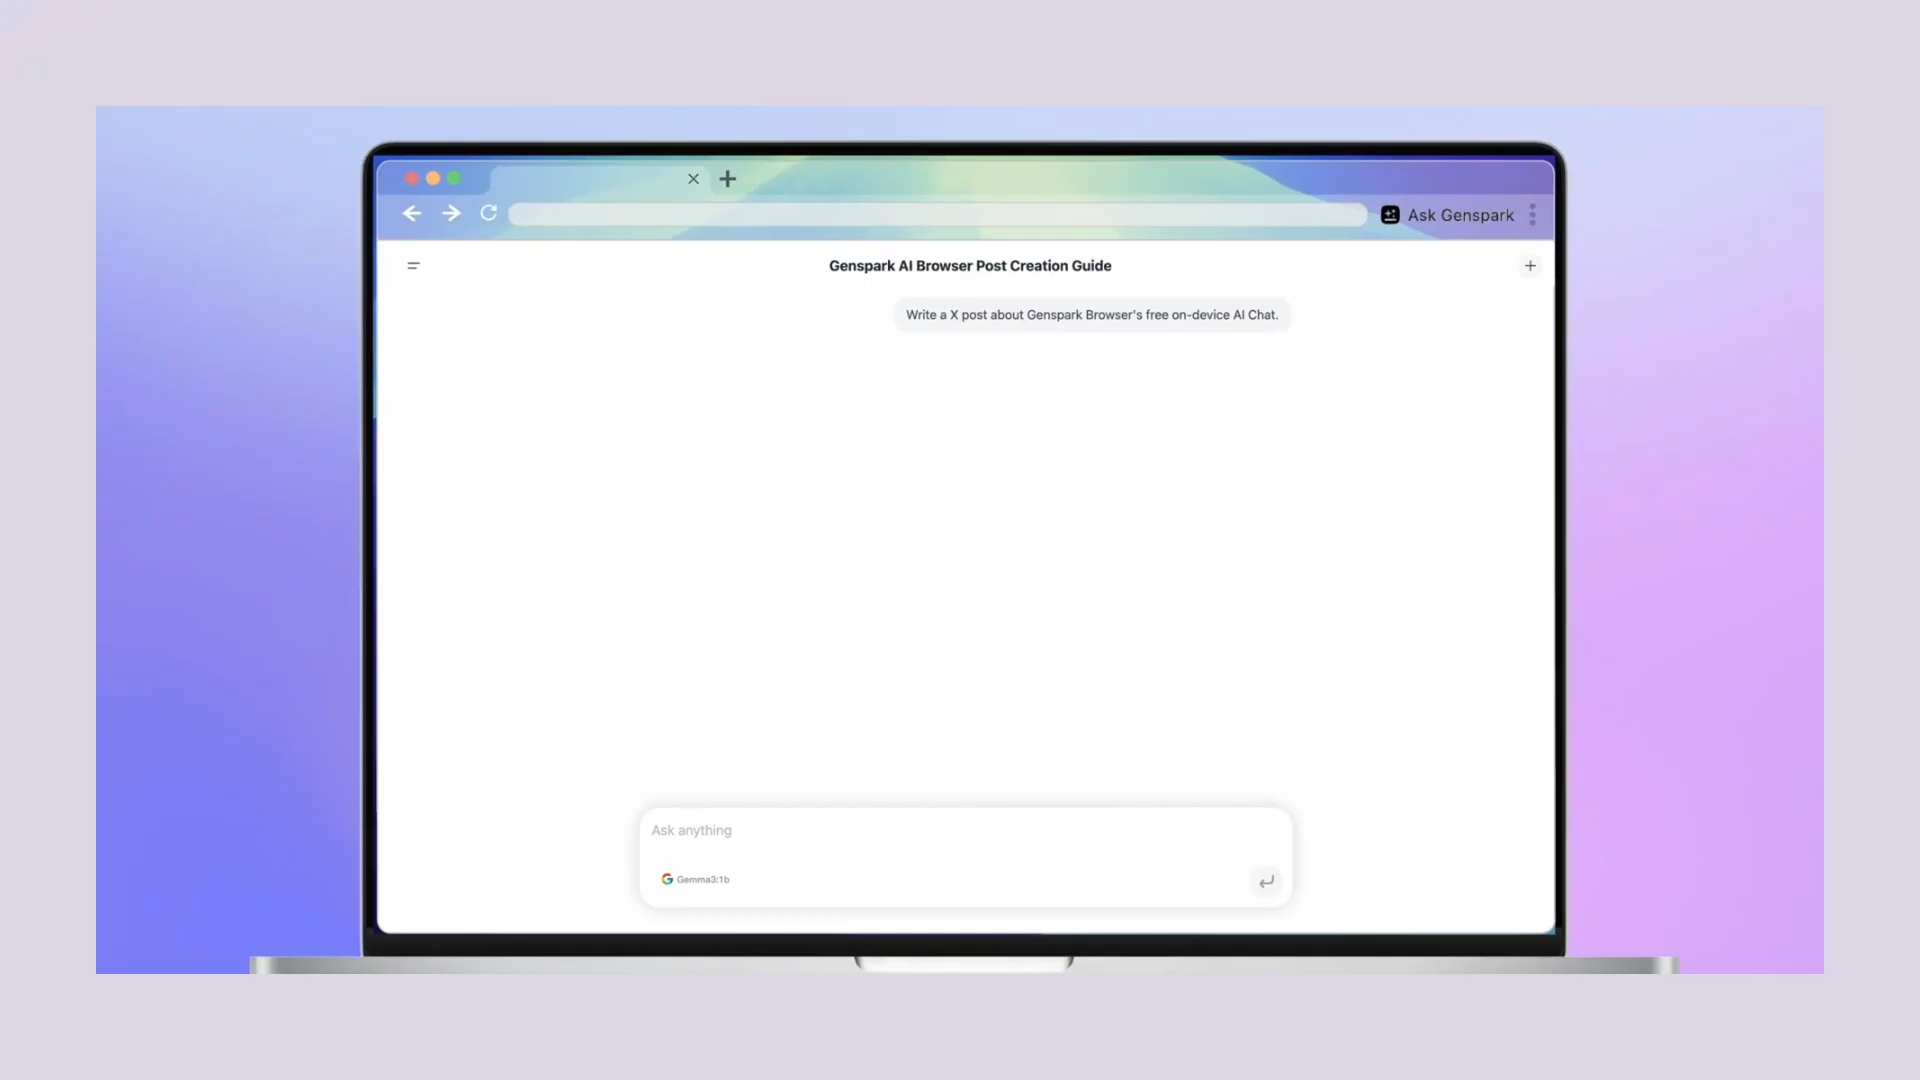 Ask Genspark
Genspark AI Browser Post Creation Guide
Write a X post about Genspark Browser's free on-device AI Chat.
Ask anything
Gemma3:1b